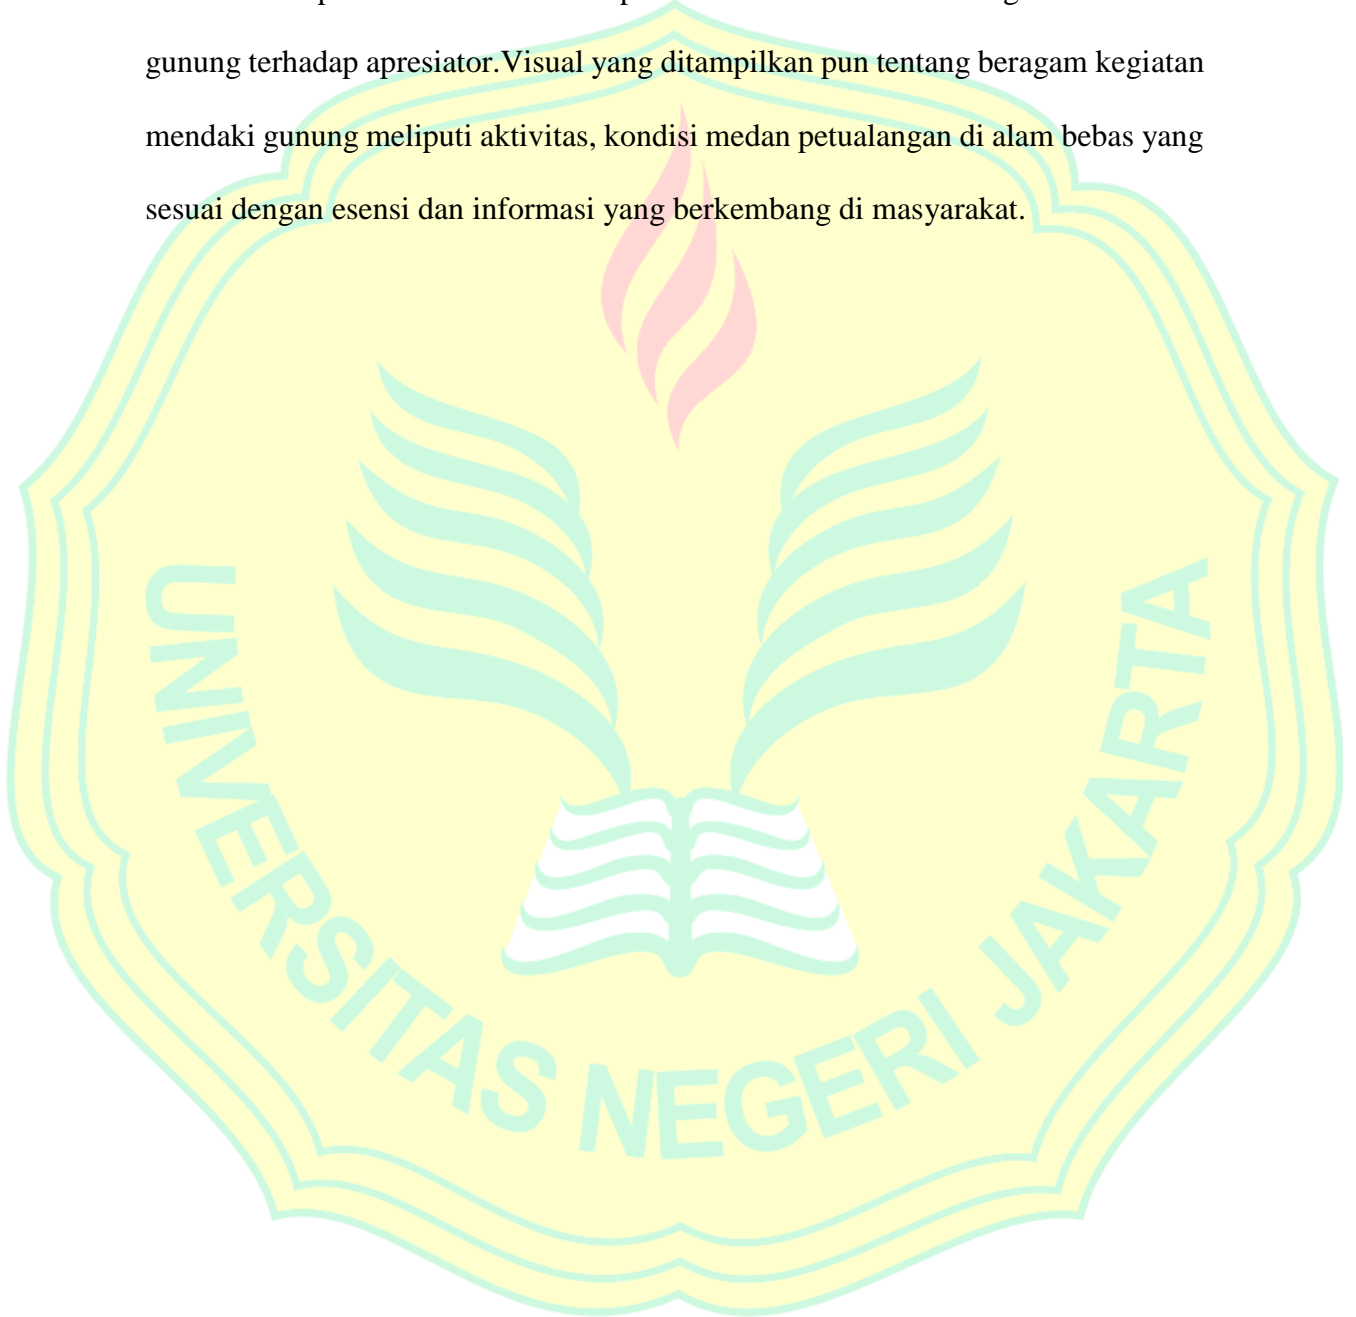 gunung terhadap apresiator.Visual yang ditampilkan pun tentang beragam kegiatan
mendaki gunung meliputi aktivitas, kondisi medan petualangan di alam bebas yang
sesuai dengan esensi dan informasi yang berkembang di masyarakat.
UNIVERSITAS NEGERI JAKARTA